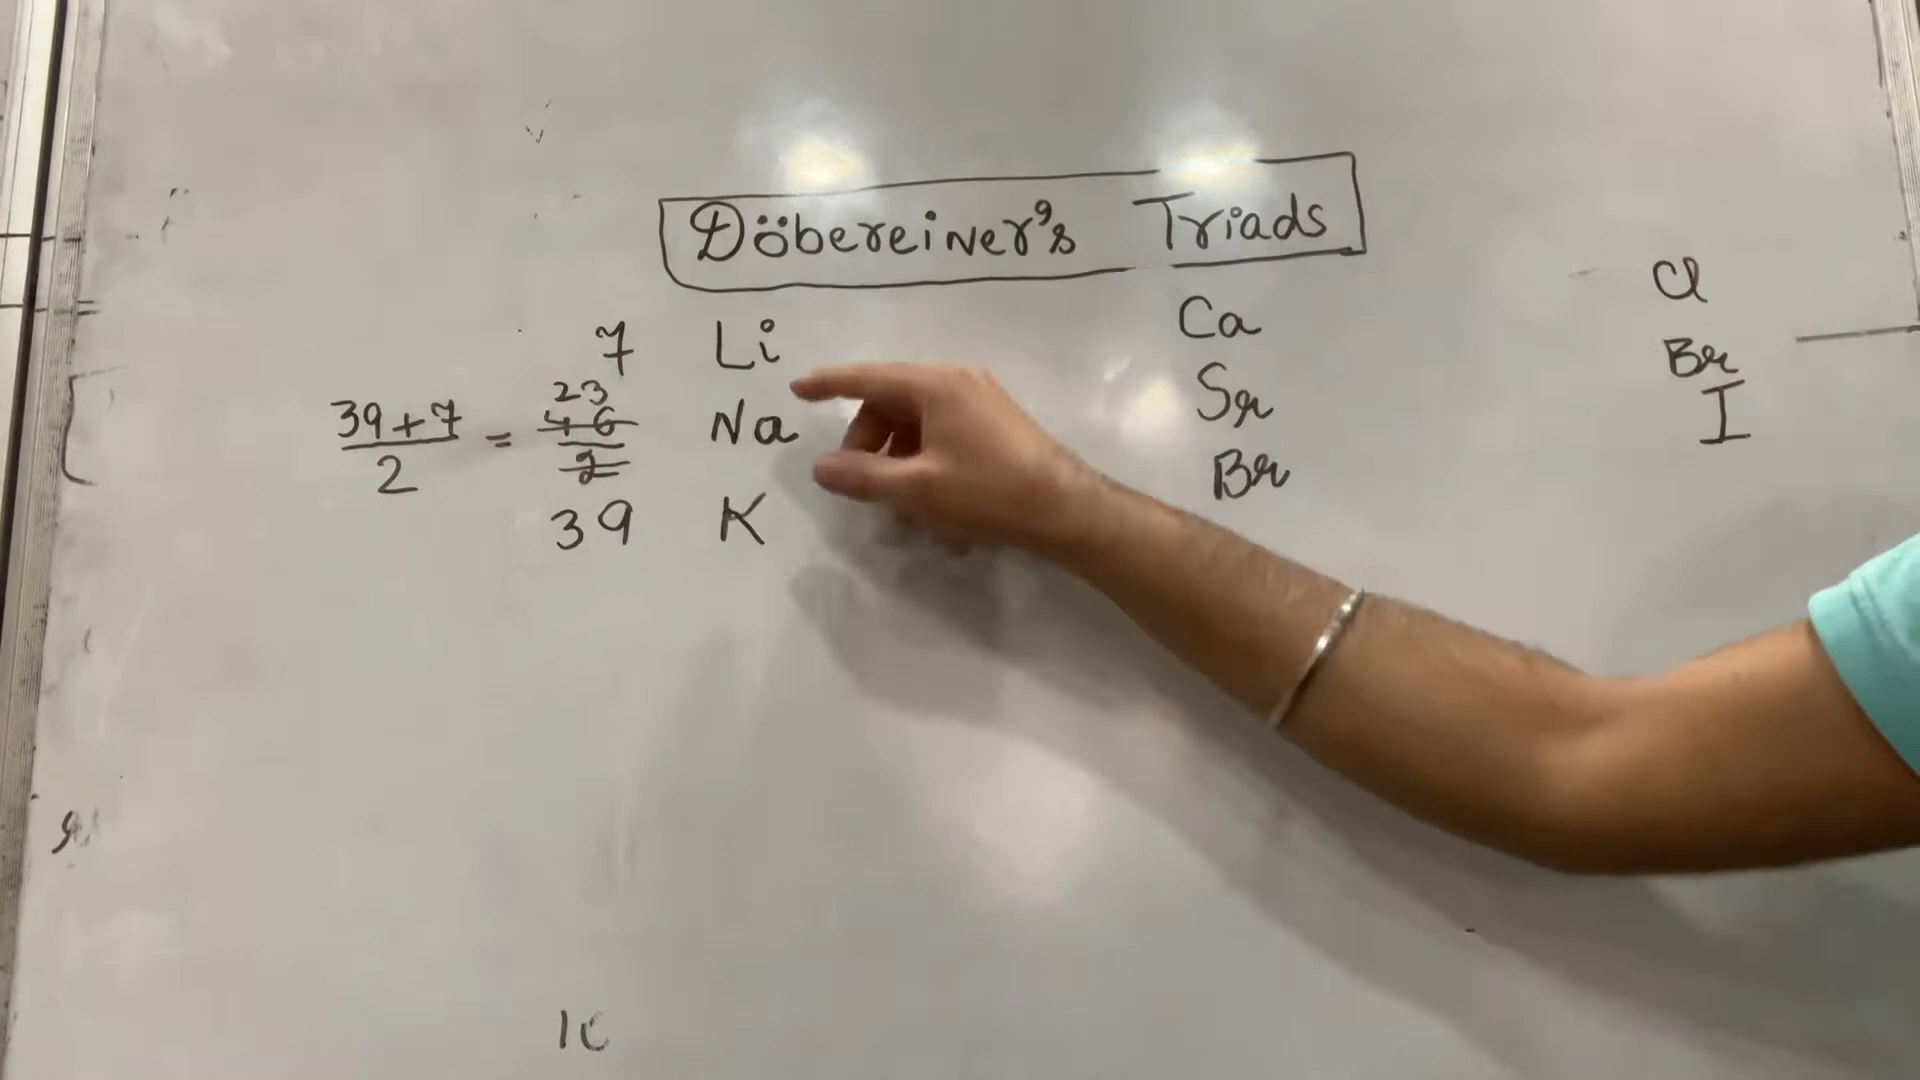 Döbereiner's Triads
7 Li
39+7/2 = 46/2 23 Na
39 K
Ca
Sr
Br
Cl
Br
I